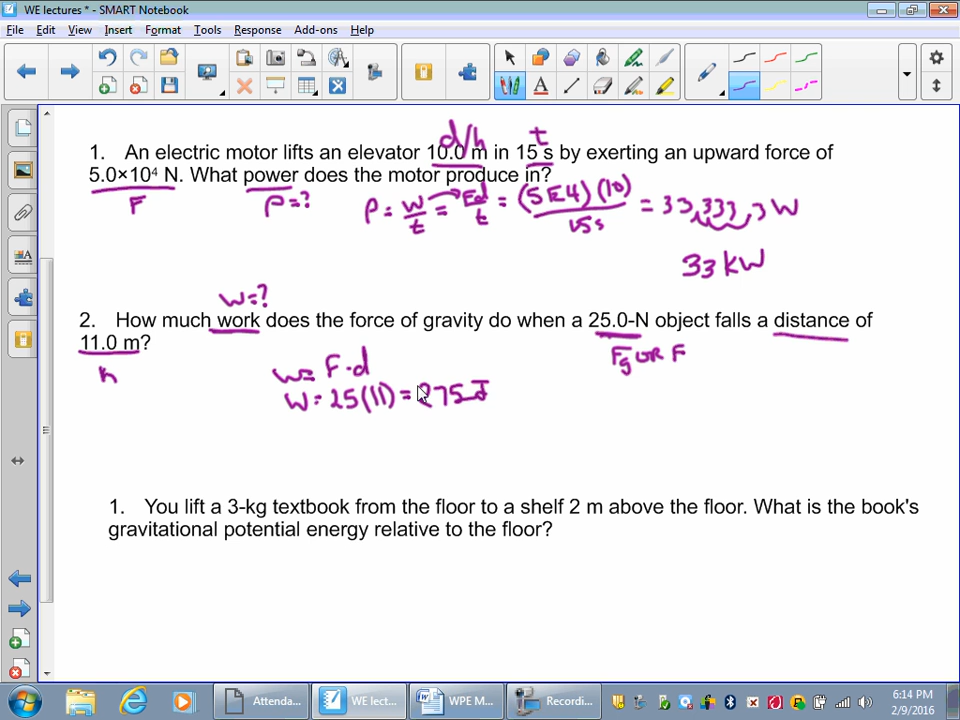 WE lectures * - SMART Notebook
File Edit View Insert Format Tools Response Add-ons Help
d/h t
1. An electric motor lifts an elevator 10.0 m in 15 s by exerting an upward force of
5.0×10⁴ N. What power does the motor produce in?
F P=? P = W/t = Fd/t = (5E4)(10)/15s = 33,333.3 W
33 kW
W=?
2. How much work does the force of gravity do when a 25.0-N object falls a distance of
11.0 m?
h Fg OR F
W= F·d
W = 25(11) = 275J
1. You lift a 3-kg textbook from the floor to a shelf 2 m above the floor. What is the book's
gravitational potential energy relative to the floor?
Attenda... WE lect... WPE M... Recordi... 6:14 PM
2/9/2016